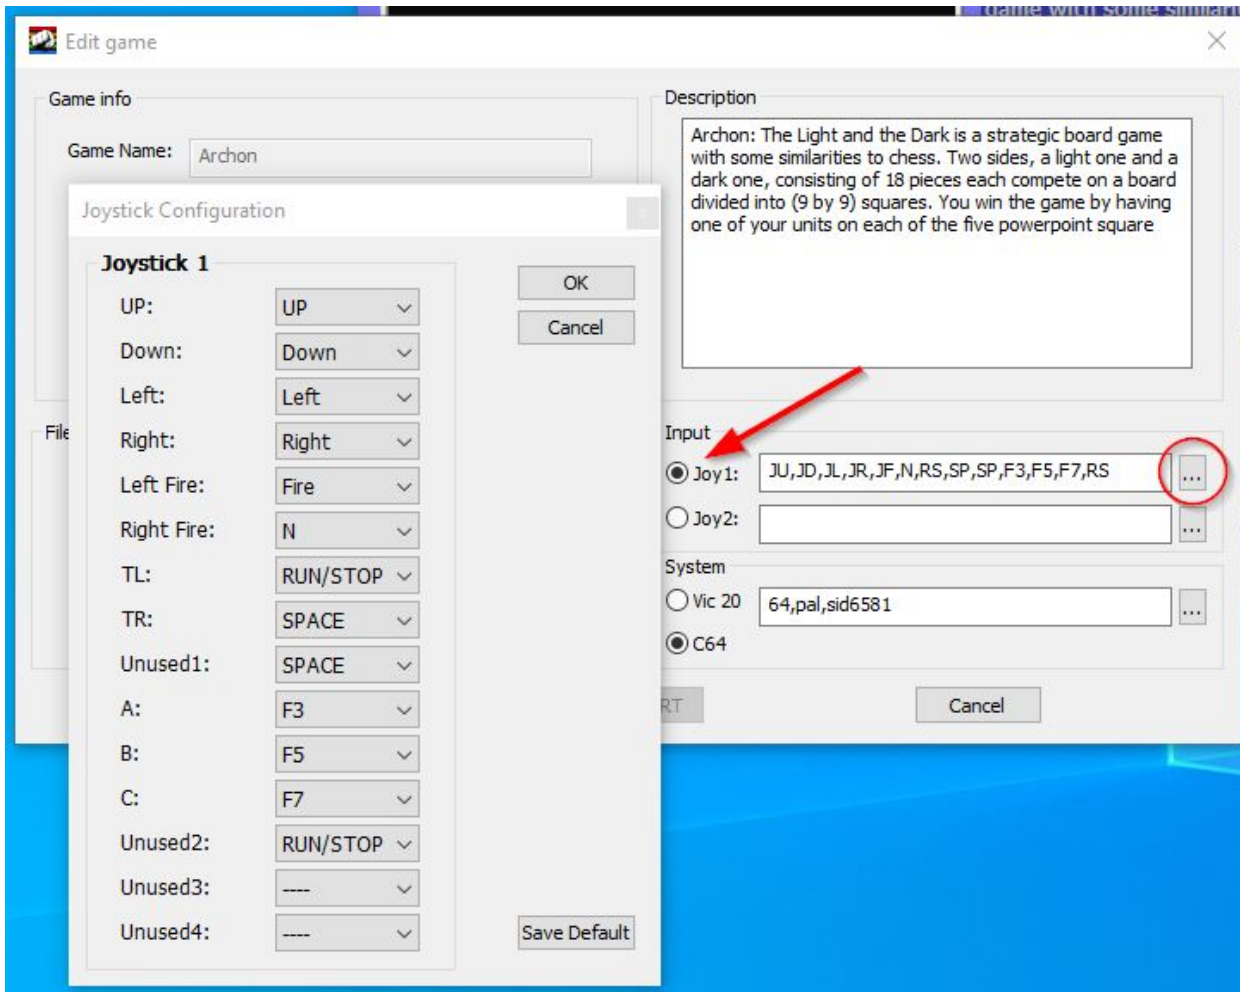 game with some similari
Edit game
Game info
Game Name: Archon
Description
Archon: The Light and the Dark is a strategic board game
with some similarities to chess. Two sides, a light one and a
dark one, consisting of 18 pieces each compete on a board
divided into (9 by 9) squares. You win the game by having
one of your units on each of the five powerpoint square
File
Joystick Configuration
Joystick 1
UP: UP
Down: Down
Left: Left
Right: Right
Left Fire: Fire
Right Fire: N
TL: RUN/STOP
TR: SPACE
Unused1: SPACE
A: F3
B: F5
C: F7
Unused2: RUN/STOP
Unused3: ----
Unused4: ----
OK
Cancel
Save Default
Input
Joy1: JU,JD,JL,JR,JF,N,RS,SP,SP,F3,F5,F7,RS ...
Joy2: ...
System
Vic 20 64,pal,sid6581 ...
C64
RT
Cancel